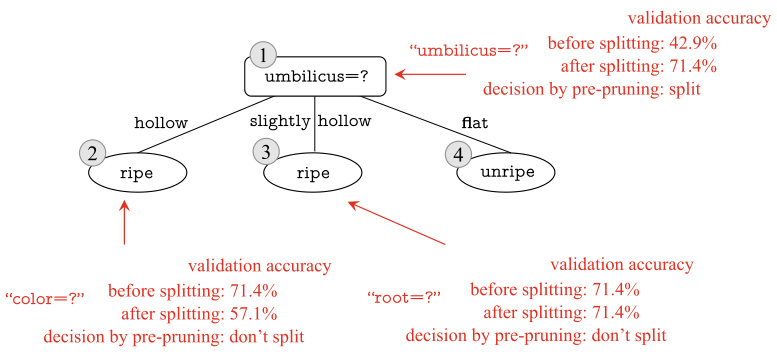 validation accuracy
"umbilicus=?" before splitting: 42.9%
after splitting: 71.4%
decision by pre-pruning: split
1
umbilicus=?
hollow
slightly hollow
flat
2
ripe
3
ripe
4
unripe
validation accuracy
before splitting: 71.4%
"color=?"
after splitting: 57.1%
decision by pre-pruning: don't split
validation accuracy
before splitting: 71.4%
"root=?"
after splitting: 71.4%
decision by pre-pruning: don't split